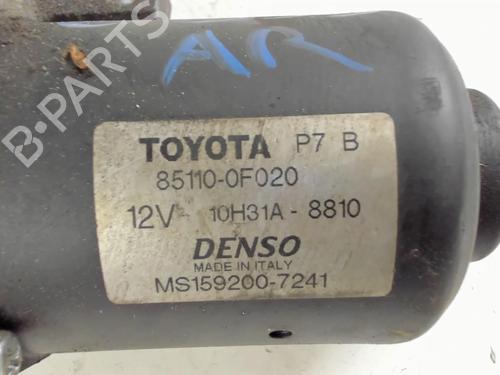 AR
TOYOTA P7 B
85110-0F020
12V- 10H31A-8810
DENSO
MADE IN ITALY
MS159200-7241
B-PARTS